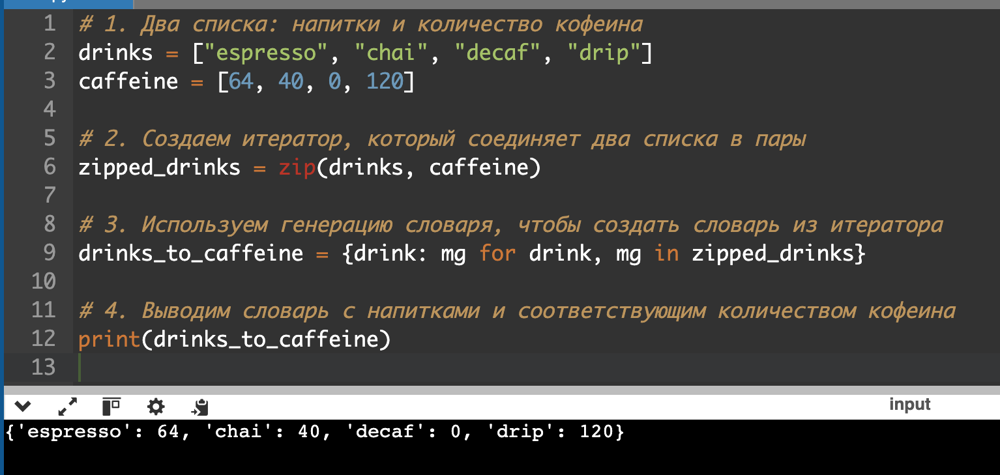 1 # 1. Два списка: напитки и количество кофеина
2 drinks = ["espresso", "chai", "decaf", "drip"]
3 caffeine = [64, 40, 0, 120]
4
5 # 2. Создаем итератор, который соединяет два списка в пары
6 zipped_drinks = zip(drinks, caffeine)
7
8 # 3. Используем генерацию словаря, чтобы создать словарь из итератора
9 drinks_to_caffeine = {drink: mg for drink, mg in zipped_drinks}
10
11 # 4. Выводим словарь с напитками и соответствующим количеством кофеина
12 print(drinks_to_caffeine)
13
input
{'espresso': 64, 'chai': 40, 'decaf': 0, 'drip': 120}